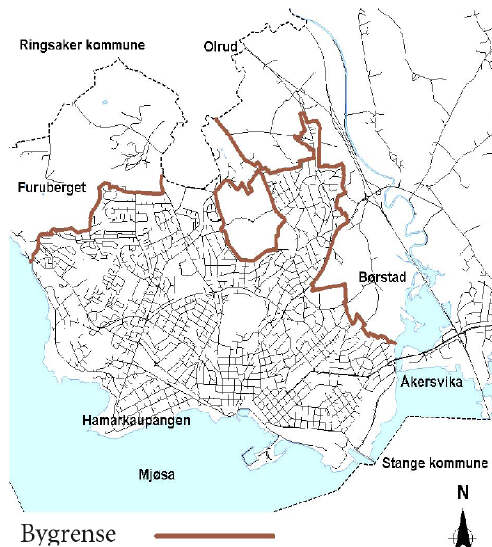 Ringsaker kommune
Olrud
Furuberget
Børstad
Åkersvika
Hamarkaupangen
Stange kommune
Mjøsa
N
Bygrense